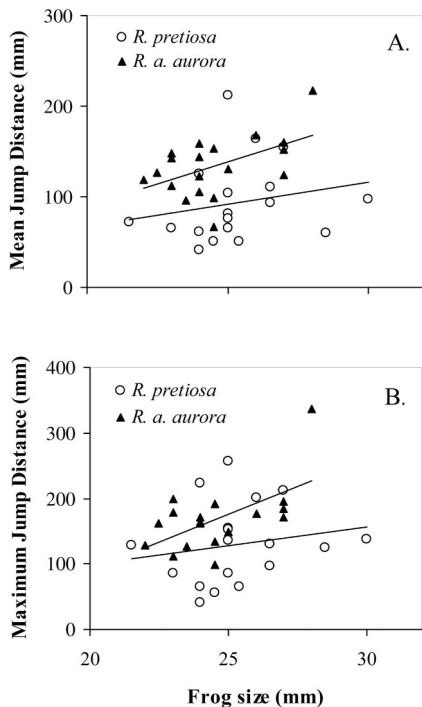 300
200
100
0
Mean Jump Distance (mm)
R. pretiosa
R. a. aurora
A.
400
300
200
100
0
Maximum Jump Distance (mm)
R. pretiosa
R. a. aurora
B.
20 25 30
Frog size (mm)